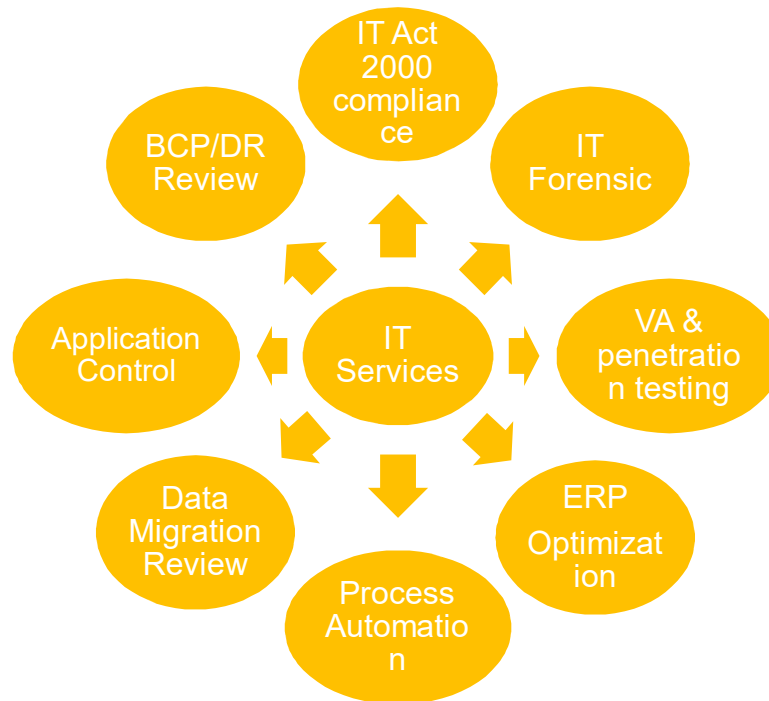 IT Act
2000
complian
ce
IT
Forensic
VA &
penetratio
n testing
ERP
Optimizat
ion
Process
Automatio
n
Data
Migration
Review
Application
Control
BCP/DR
Review
IT
Services